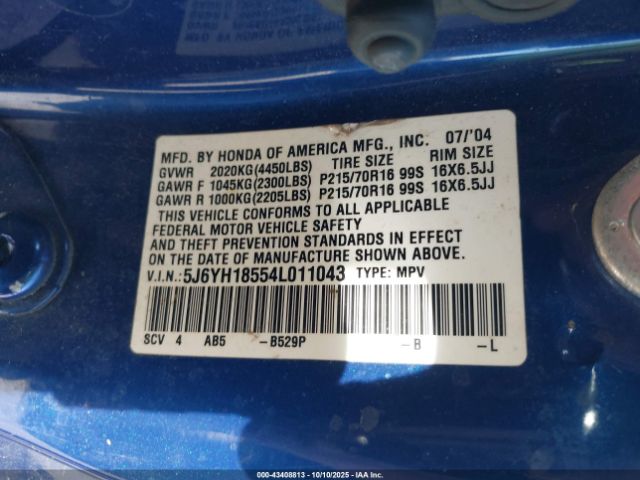 MFD. BY HONDA OF AMERICA MFG., INC. 07/'04
GVWR 2020KG(4450LBS) TIRE SIZE RIM SIZE
GAWR F 1045KG(2300LBS) P215/70R16 99S 16X6.5JJ
GAWR R 1000KG(2205LBS) P215/70R16 99S 16X6.5JJ
THIS VEHICLE CONFORMS TO ALL APPLICABLE
FEDERAL MOTOR VEHICLE SAFETY
AND THEFT PREVENTION STANDARDS IN EFFECT
ON THE DATE OF MANUFACTURE SHOWN ABOVE.
V.I.N.: 5J6YH18554L011043 TYPE: MPV
SCV 4 AB5 -B529P -B -L
000-43408813 - 10/10/2025 - IAA Inc.